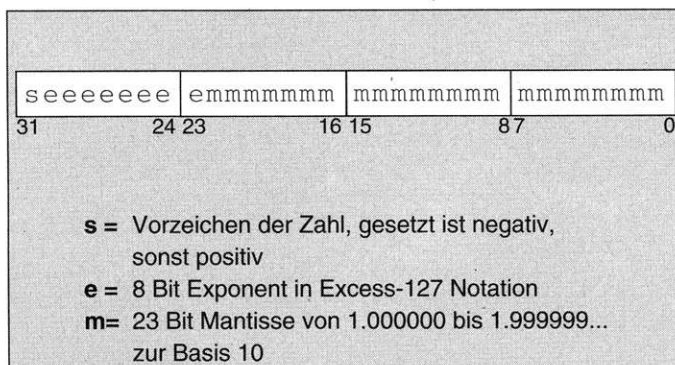 seeeeeee emmmmmmm mmmmmmmm mmmmmmmm
31 24 23 16 15 8 7 0
s = Vorzeichen der Zahl, gesetzt ist negativ,
sonst positiv
e = 8 Bit Exponent in Excess-127 Notation
m= 23 Bit Mantisse von 1.000000 bis 1.999999...
zur Basis 10